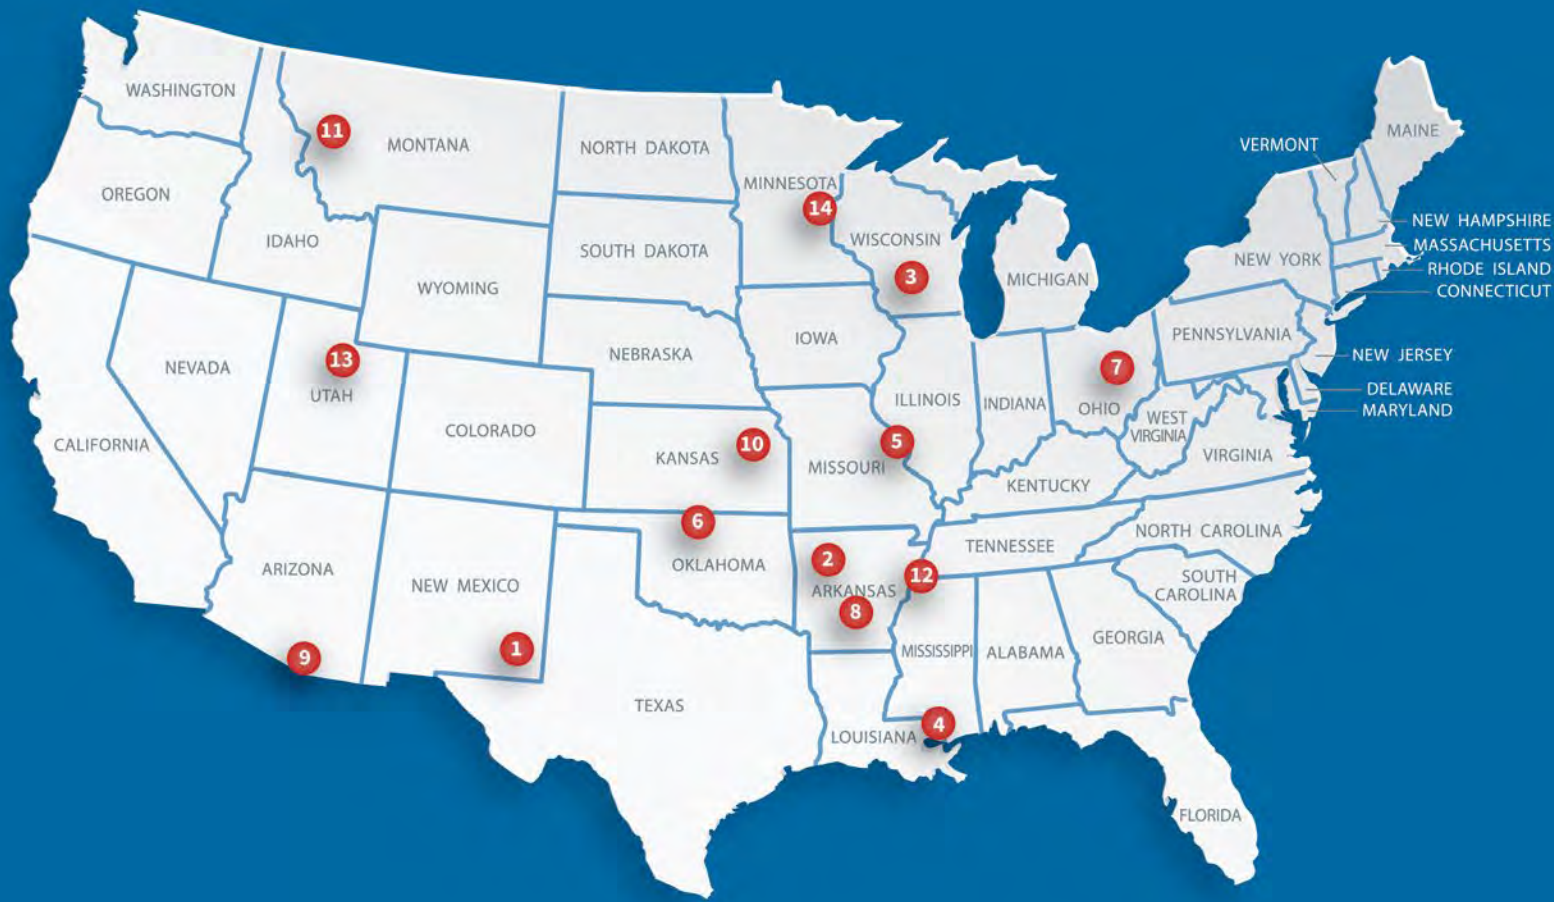 WASHINGTON
11
MONTANA
NORTH DAKOTA
MINNESOTA
14
OREGON
IDAHO
SOUTH DAKOTA
WISCONSIN
3
MICHIGAN
WYOMING
VERMONT
MAINE
NEW HAMPSHIRE
MASSACHUSETTS
NEW YORK
RHODE ISLAND
CONNECTICUT
PENNSYLVANIA
NEW JERSEY
DELAWARE
MARYLAND
NEVADA
13
UTAH
NEBRASKA
IOWA
ILLINOIS
INDIANA
7
OHIO
WEST
VIRGINIA
VIRGINIA
CALIFORNIA
COLORADO
KANSAS
10
MISSOURI
5
KENTUCKY
6
OKLAHOMA
2
ARKANSAS
8
12
TENNESSEE
NORTH CAROLINA
SOUTH
CAROLINA
ARIZONA
9
NEW MEXICO
1
TEXAS
MISSISSIPPI
ALABAMA
GEORGIA
LOUISIANA
4
FLORIDA